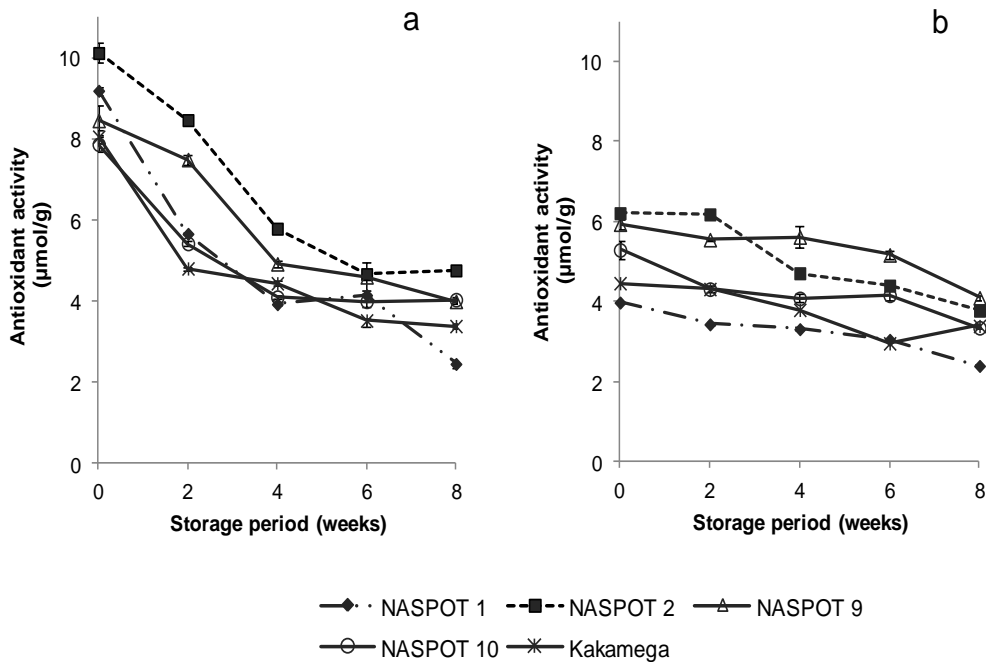 a
Antioxidant activity
(µmol/g)
10
8
6
4
2
0
0 2 4 6 8
Storage period (weeks)
b
Antioxidant activity
(µmol/g)
10
8
6
4
2
0
0 2 4 6 8
Storage period (weeks)
NASPOT 1 NASPOT 2 NASPOT 9
NASPOT 10 Kakamega